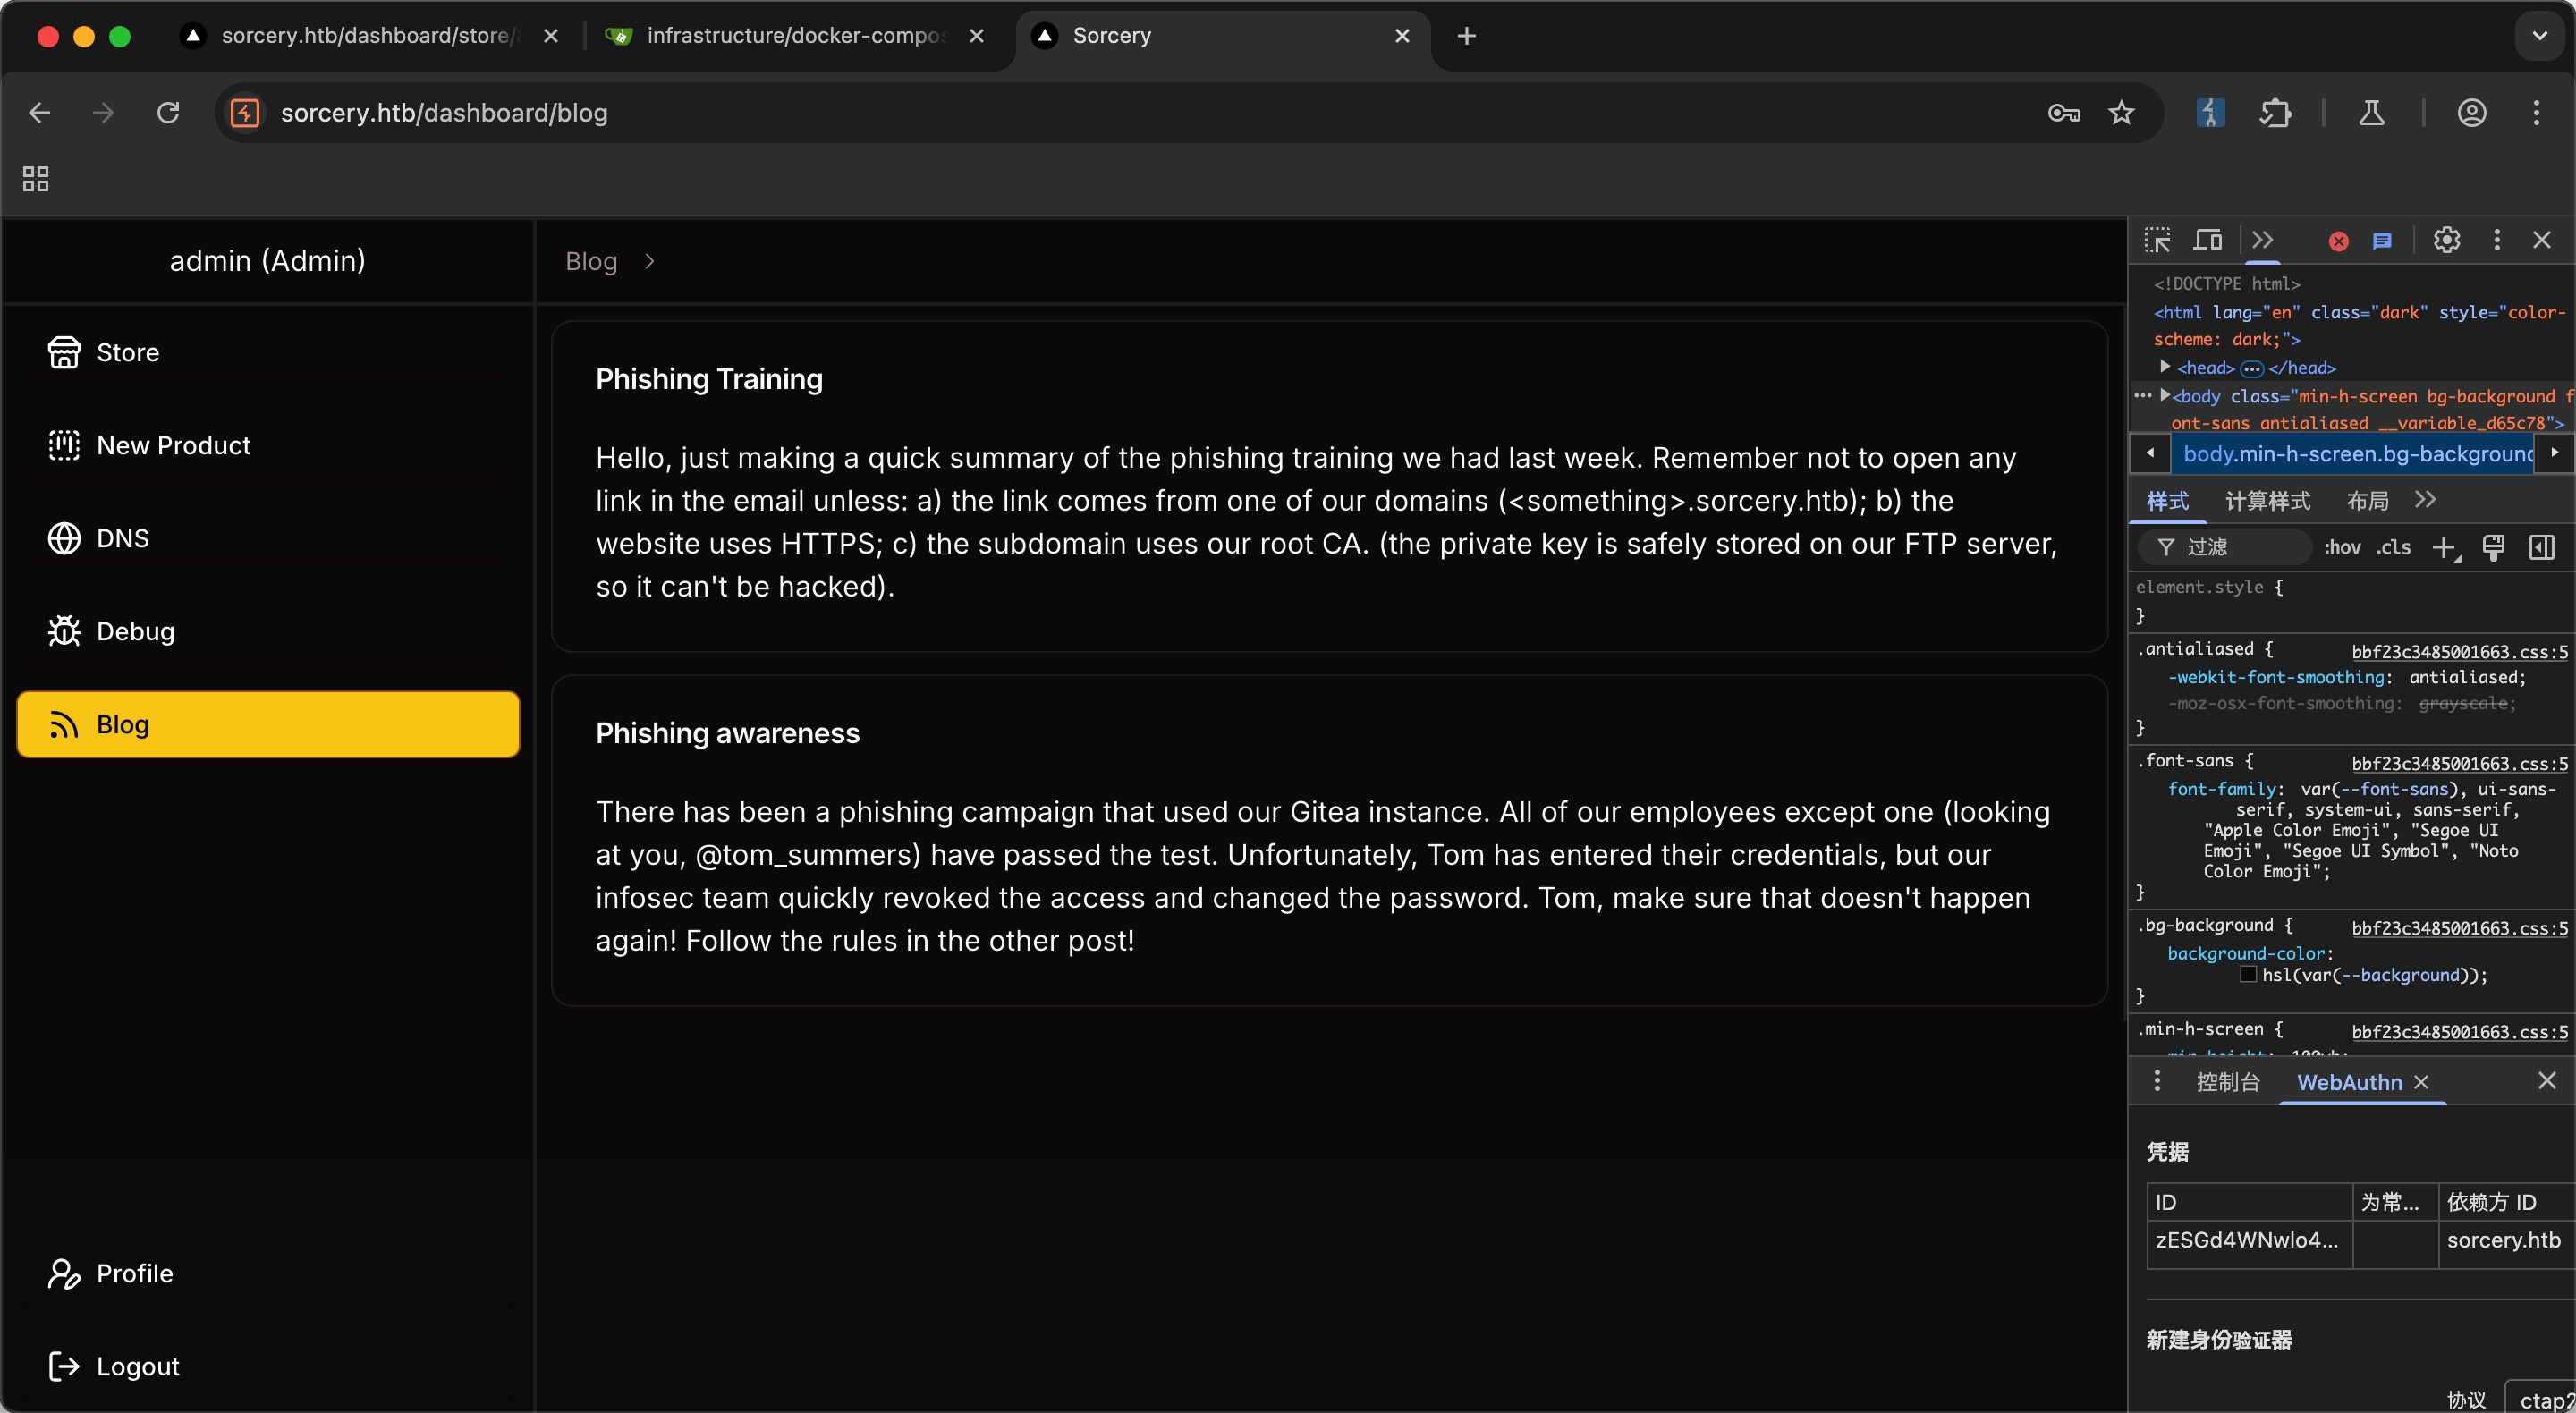 sorcery.htb/dashboard/store/
infrastructure/docker-compos
Sorcery
sorcery.htb/dashboard/blog
admin (Admin)
Store
New Product
DNS
Debug
Blog
Profile
Logout
Blog
Phishing Training
Hello, just making a quick summary of the phishing training we had last week. Remember not to open any
link in the email unless: a) the link comes from one of our domains (<something>.sorcery.htb); b) the
website uses HTTPS; c) the subdomain uses our root CA. (the private key is safely stored on our FTP server,
so it can't be hacked).
Phishing awareness
There has been a phishing campaign that used our Gitea instance. All of our employees except one (looking
at you, @tom_summers) have passed the test. Unfortunately, Tom has entered their credentials, but our
infosec team quickly revoked the access and changed the password. Tom, make sure that doesn't happen
again! Follow the rules in the other post!
<!DOCTYPE html>
<html lang="en" class="dark" style="color-
scheme: dark;">
<head> ••• </head>
••• <body class="min-h-screen bg-background f
ont-sans antialiased __variable_d65c78">
body.min-h-screen.bg-background
样式 计算样式 布局
过滤 :hov .cls
element.style {
}
.antialiased { bbf23c3485001663.css:5
-webkit-font-smoothing: antialiased;
-moz-osx-font-smoothing: grayscale;
}
.font-sans { bbf23c3485001663.css:5
font-family: var(--font-sans), ui-sans-
serif, system-ui, sans-serif,
"Apple Color Emoji", "Segoe UI
Emoji", "Segoe UI Symbol", "Noto
Color Emoji";
}
.bg-background { bbf23c3485001663.css:5
background-color:
hsl(var(--background));
}
.min-h-screen { bbf23c3485001663.css:5
min-height: 100vh;
控制台 WebAuthn
凭据
ID 为常... 依赖方 ID
zESGd4WNwlo4... sorcery.htb
新建身份验证器
协议 ctap2